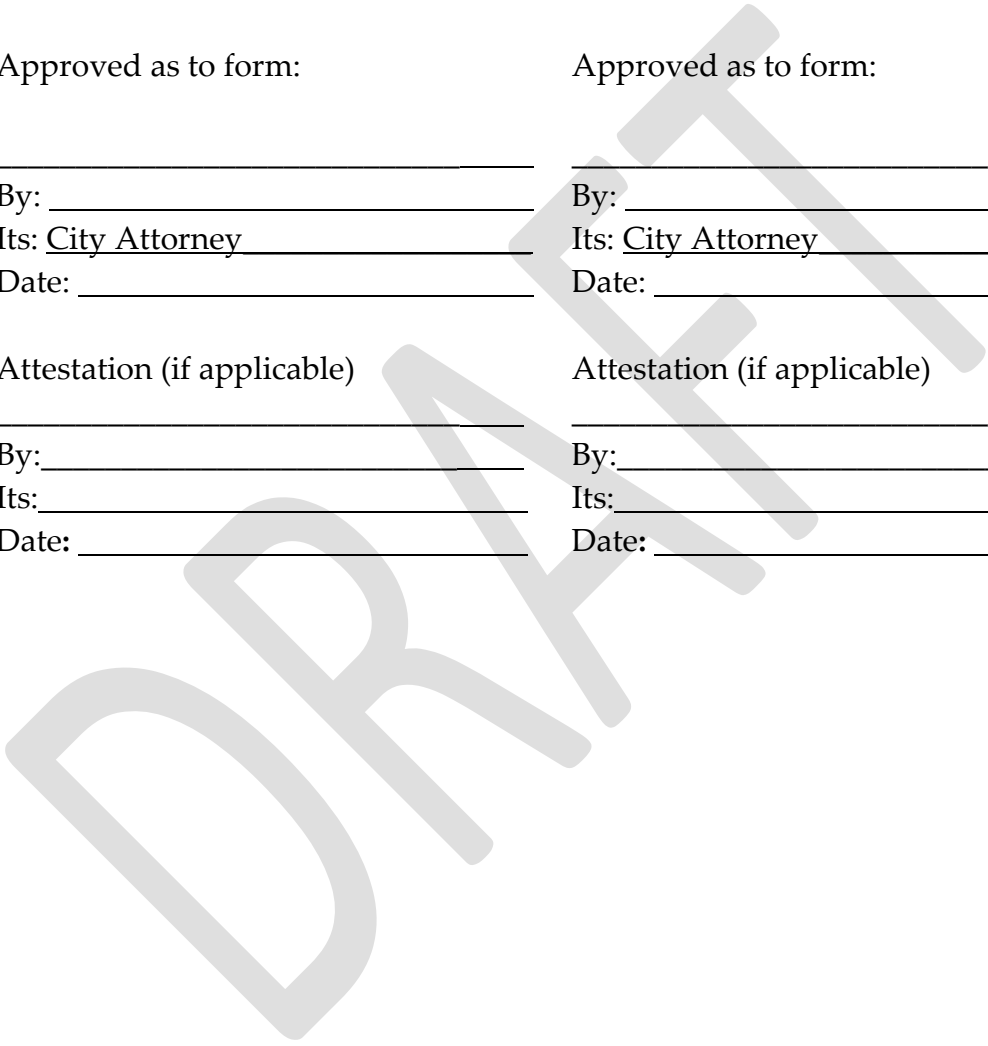 Approved as to form:
By:
Its: City Attorney
Date:
Attestation (if applicable)
By:
Its:
Date:
Approved as to form:
By:
Its: City Attorney
Date:
Attestation (if applicable)
By:
Its:
Date:
DRAFT